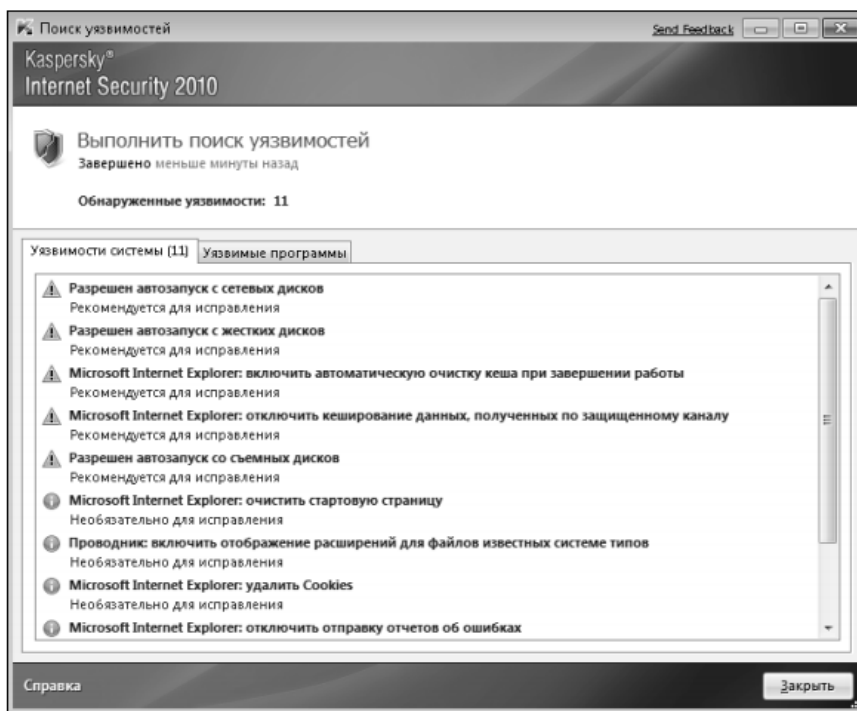 Поиск уязвимостей
Send Feedback
Kaspersky®
Internet Security 2010
Выполнить поиск уязвимостей
Завершено меньше минуты назад
Обнаруженные уязвимости: 11
Уязвимости системы (11) Уязвимые программы
Разрешен автозапуск с сетевых дисков
Рекомендуется для исправления
Разрешен автозапуск с жестких дисков
Рекомендуется для исправления
Microsoft Internet Explorer: включить автоматическую очистку кеша при завершении работы
Рекомендуется для исправления
Microsoft Internet Explorer: отключить кеширование данных, полученных по защищенному каналу
Рекомендуется для исправления
Разрешен автозапуск со съемных дисков
Рекомендуется для исправления
Microsoft Internet Explorer: очистить стартовую страницу
Необязательно для исправления
Проводник: включить отображение расширений для файлов известных системе типов
Необязательно для исправления
Microsoft Internet Explorer: удалить Cookies
Необязательно для исправления
Microsoft Internet Explorer: отключить отправку отчетов об ошибках
Справка
Закрыть